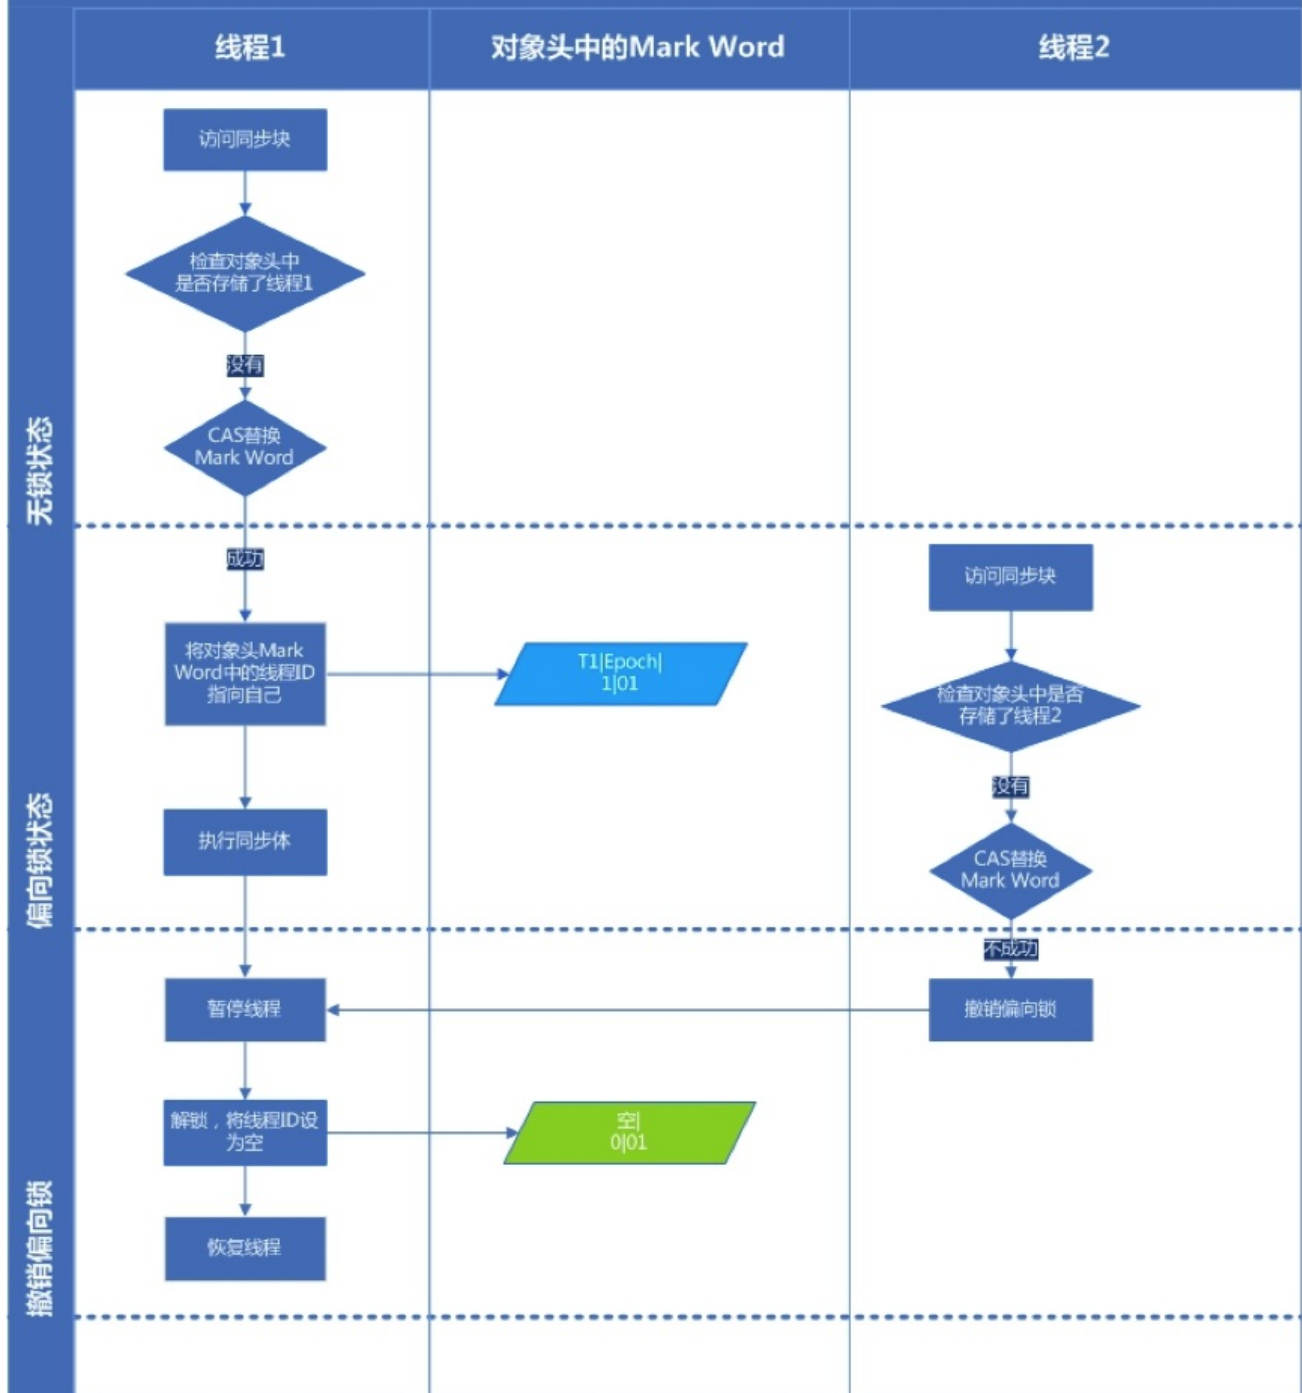 线程1
对象头中的Mark Word
线程2
无锁状态
访问同步块
检查对象头中
是否存储了线程1
没有
CAS替换
Mark Word
偏向锁状态
成功
将对象头Mark
Word中的线程ID
指向自己
T1|Epoch|
1|01
执行同步体
访问同步块
检查对象头中是否
存储了线程2
没有
CAS替换
Mark Word
撤销偏向锁
不成功
撤销偏向锁
暂停线程
解锁，将线程ID设
为空
空|
0|01
恢复线程